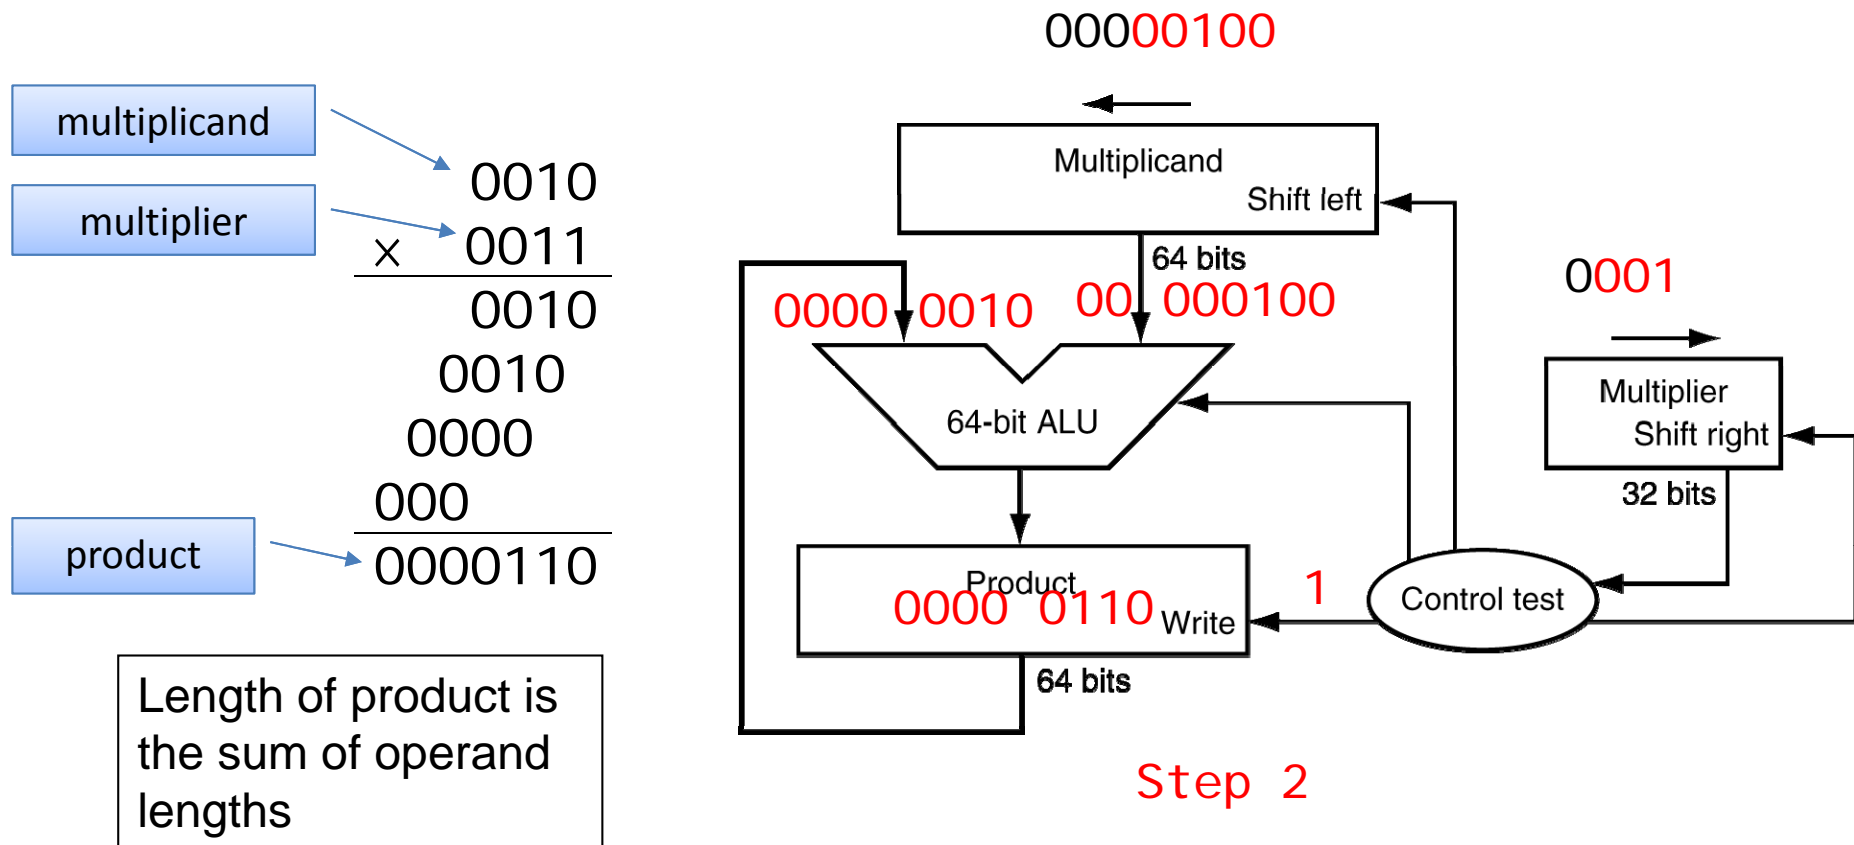 multiplicand
multiplier
product
0010
x 0011
0010
0010
0000
000
0000110
Length of product is
the sum of operand
lengths
00000100
Multiplicand
Shift left
64 bits
0000 0010
00 000100
64-bit ALU
0001
Multiplier
Shift right
32 bits
Product
0000 0110
Write
64 bits
1
Control test
Step 2